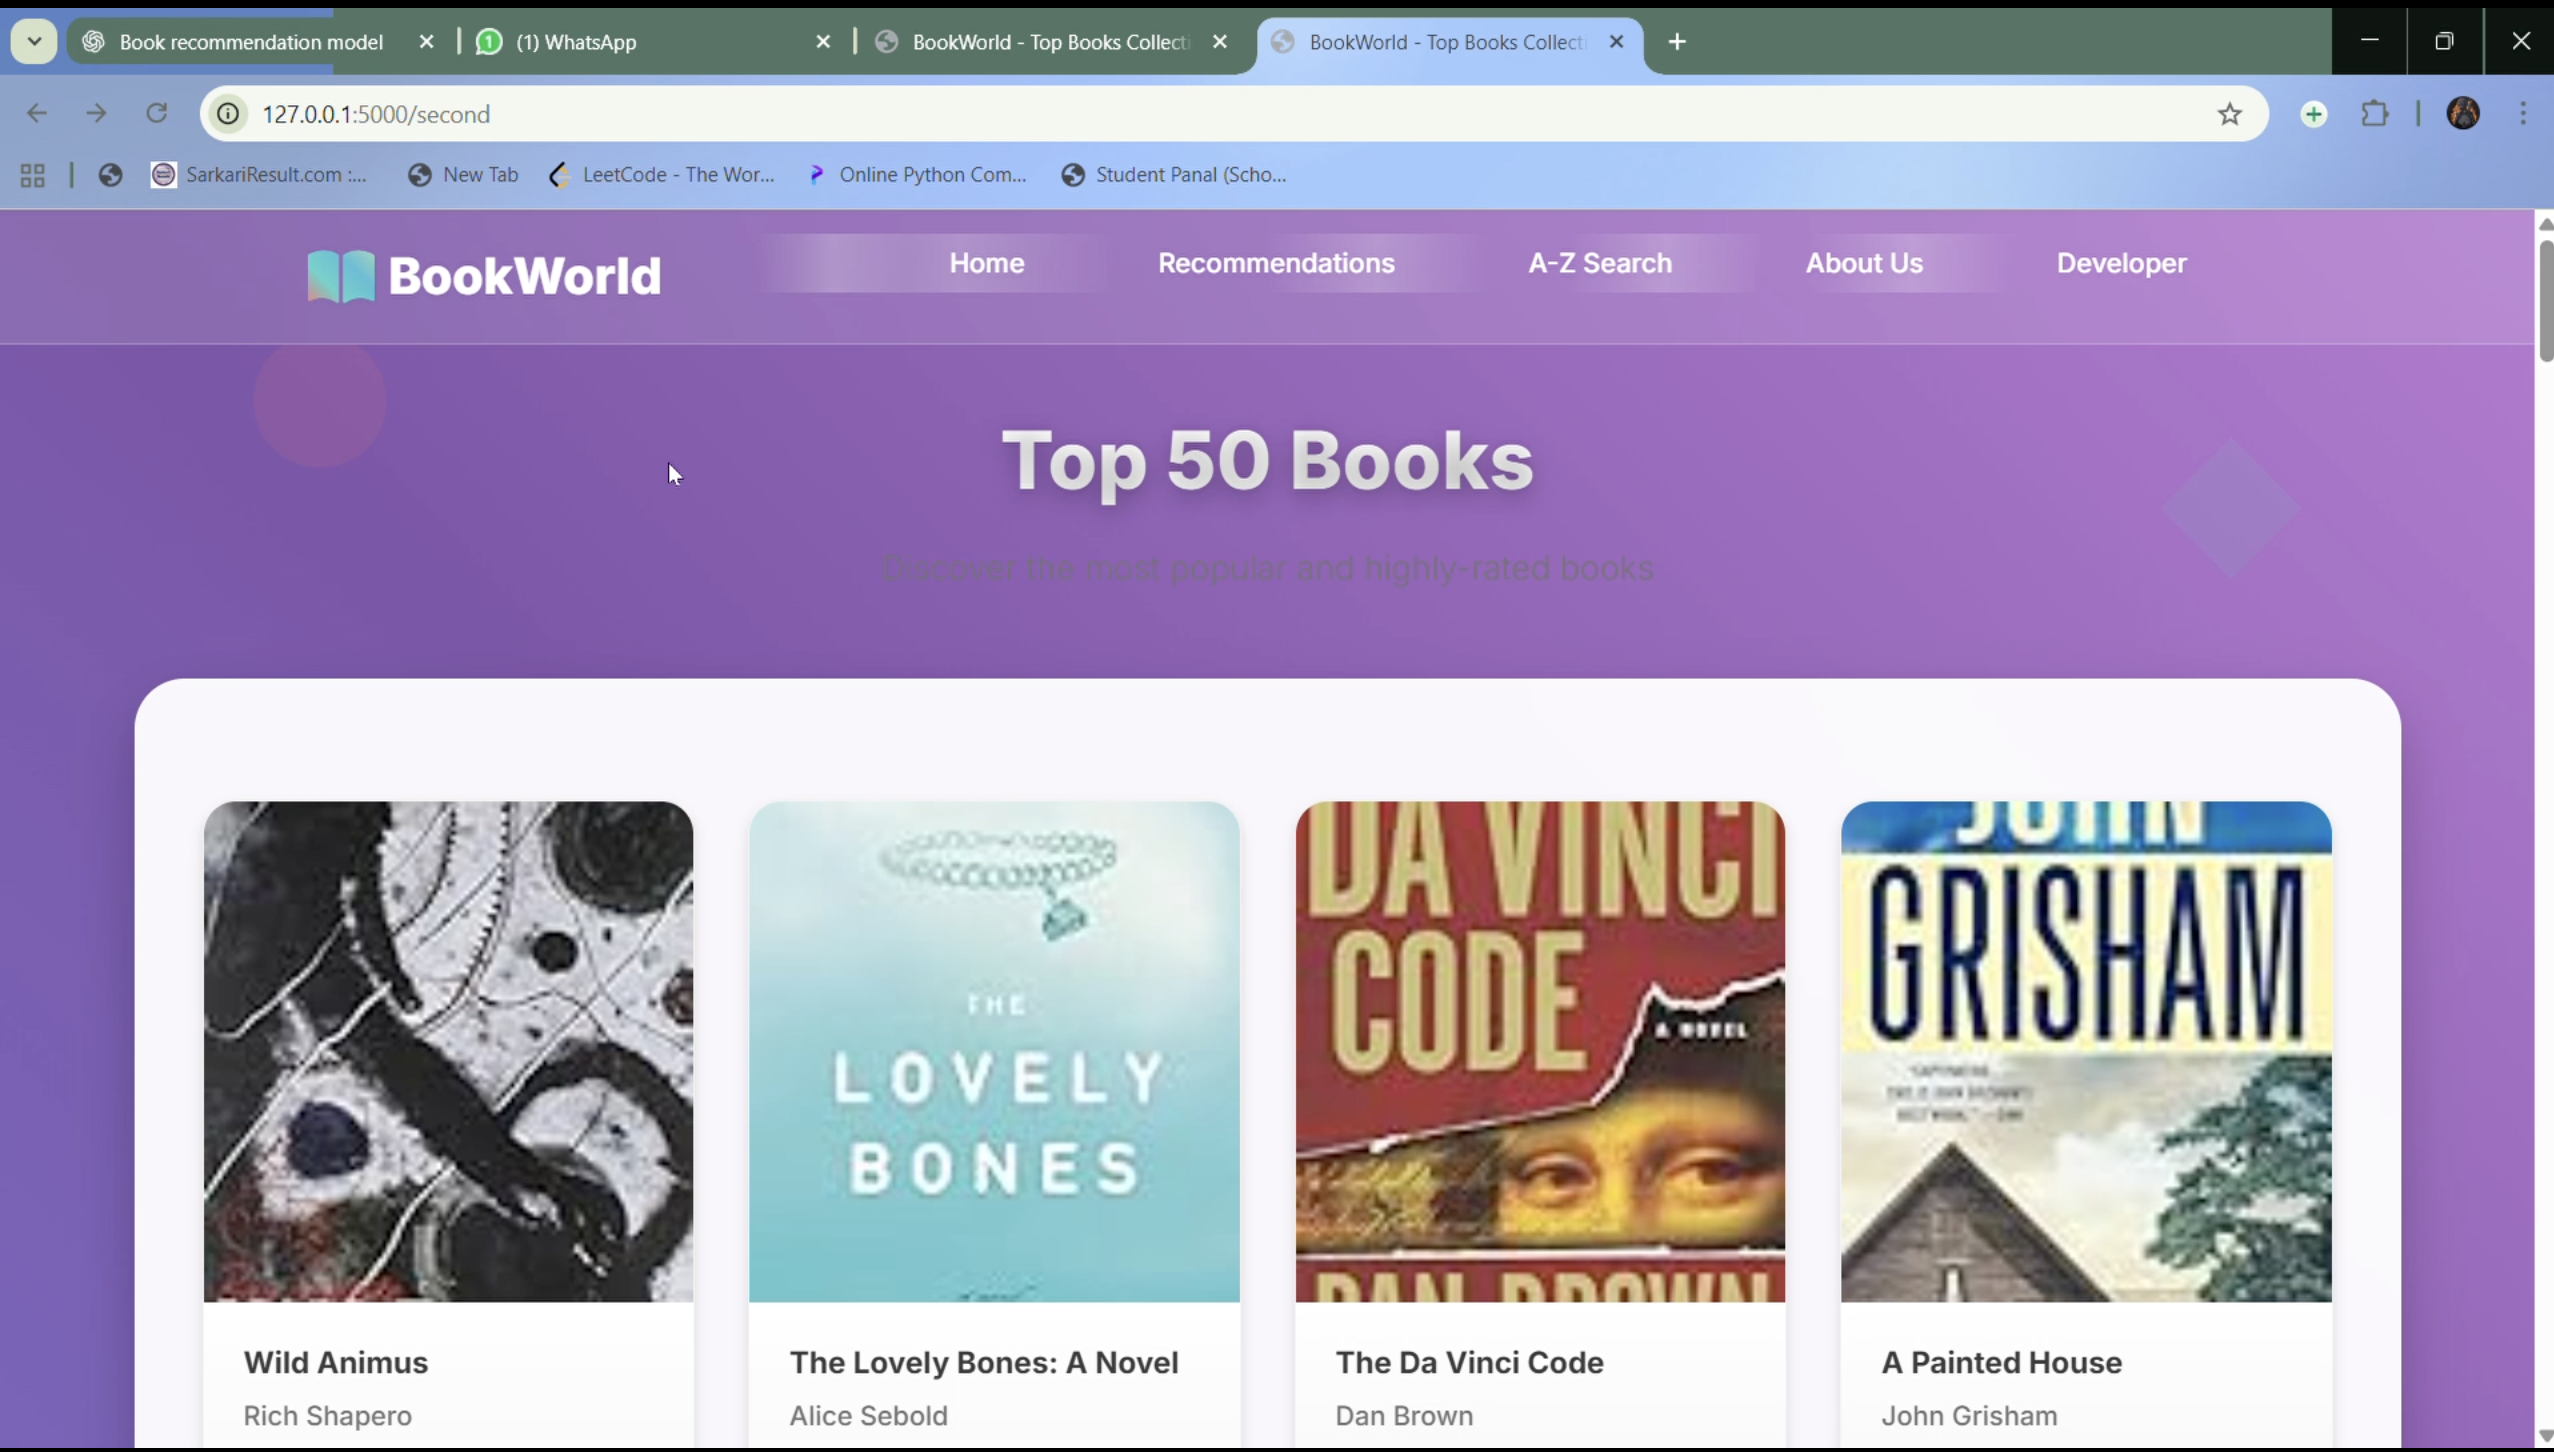 Book recommendation model
1 (1) WhatsApp
BookWorld - Top Books Collecti
BookWorld - Top Books Collecti
127.0.0.1:5000/second
SarkariResult.com :...
New Tab
LeetCode - The Wor...
Online Python Com...
Student Panal (Scho...
BookWorld
Home
Recommendations
A-Z Search
About Us
Developer
Top 50 Books
Discover the most popular and highly-rated books
THE
LOVELY
BONES
DA VINCI
CODE
A NOVEL
DAN BROWN
JOHN
GRISHAM
Wild Animus
Rich Shapero
The Lovely Bones: A Novel
Alice Sebold
The Da Vinci Code
Dan Brown
A Painted House
John Grisham